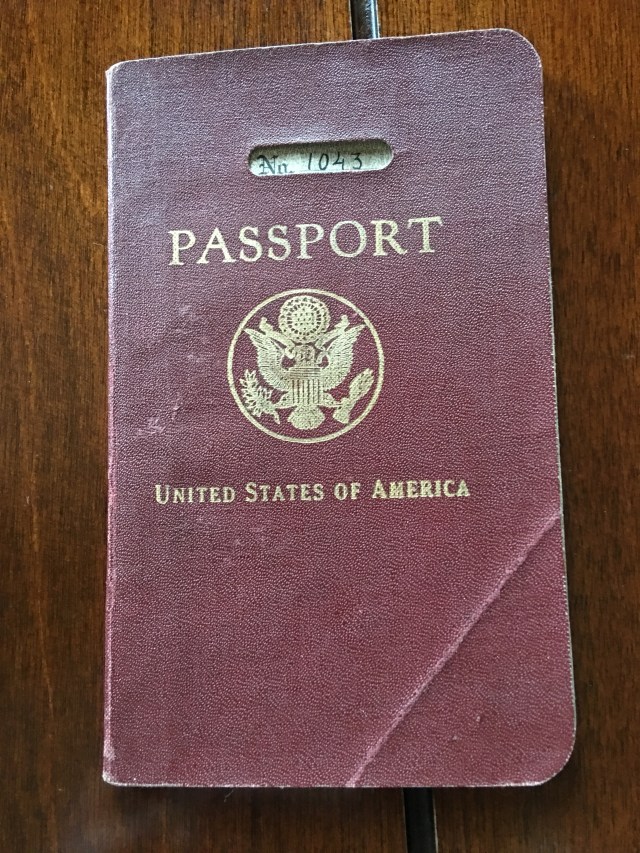 No. 1043
PASSPORT
UNITED STATES OF AMERICA